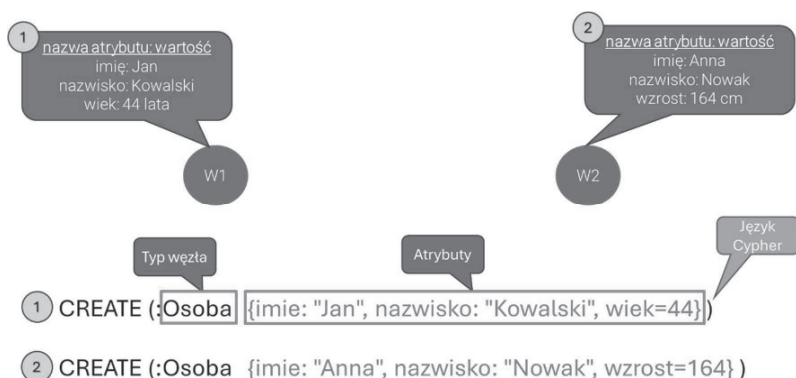 1
nazwa atrybutu: wartość
imię: Jan
nazwisko: Kowalski
wiek: 44 lata
2
nazwa atrybutu: wartość
imię: Anna
nazwisko: Nowak
wzrost: 164 cm
W1
W2
Typ węzła
Atrybuty
Język
Cypher
1 CREATE (:Osoba {imie: "Jan", nazwisko: "Kowalski", wiek=44})
2 CREATE (:Osoba {imie: "Anna", nazwisko: "Nowak", wzrost=164} )